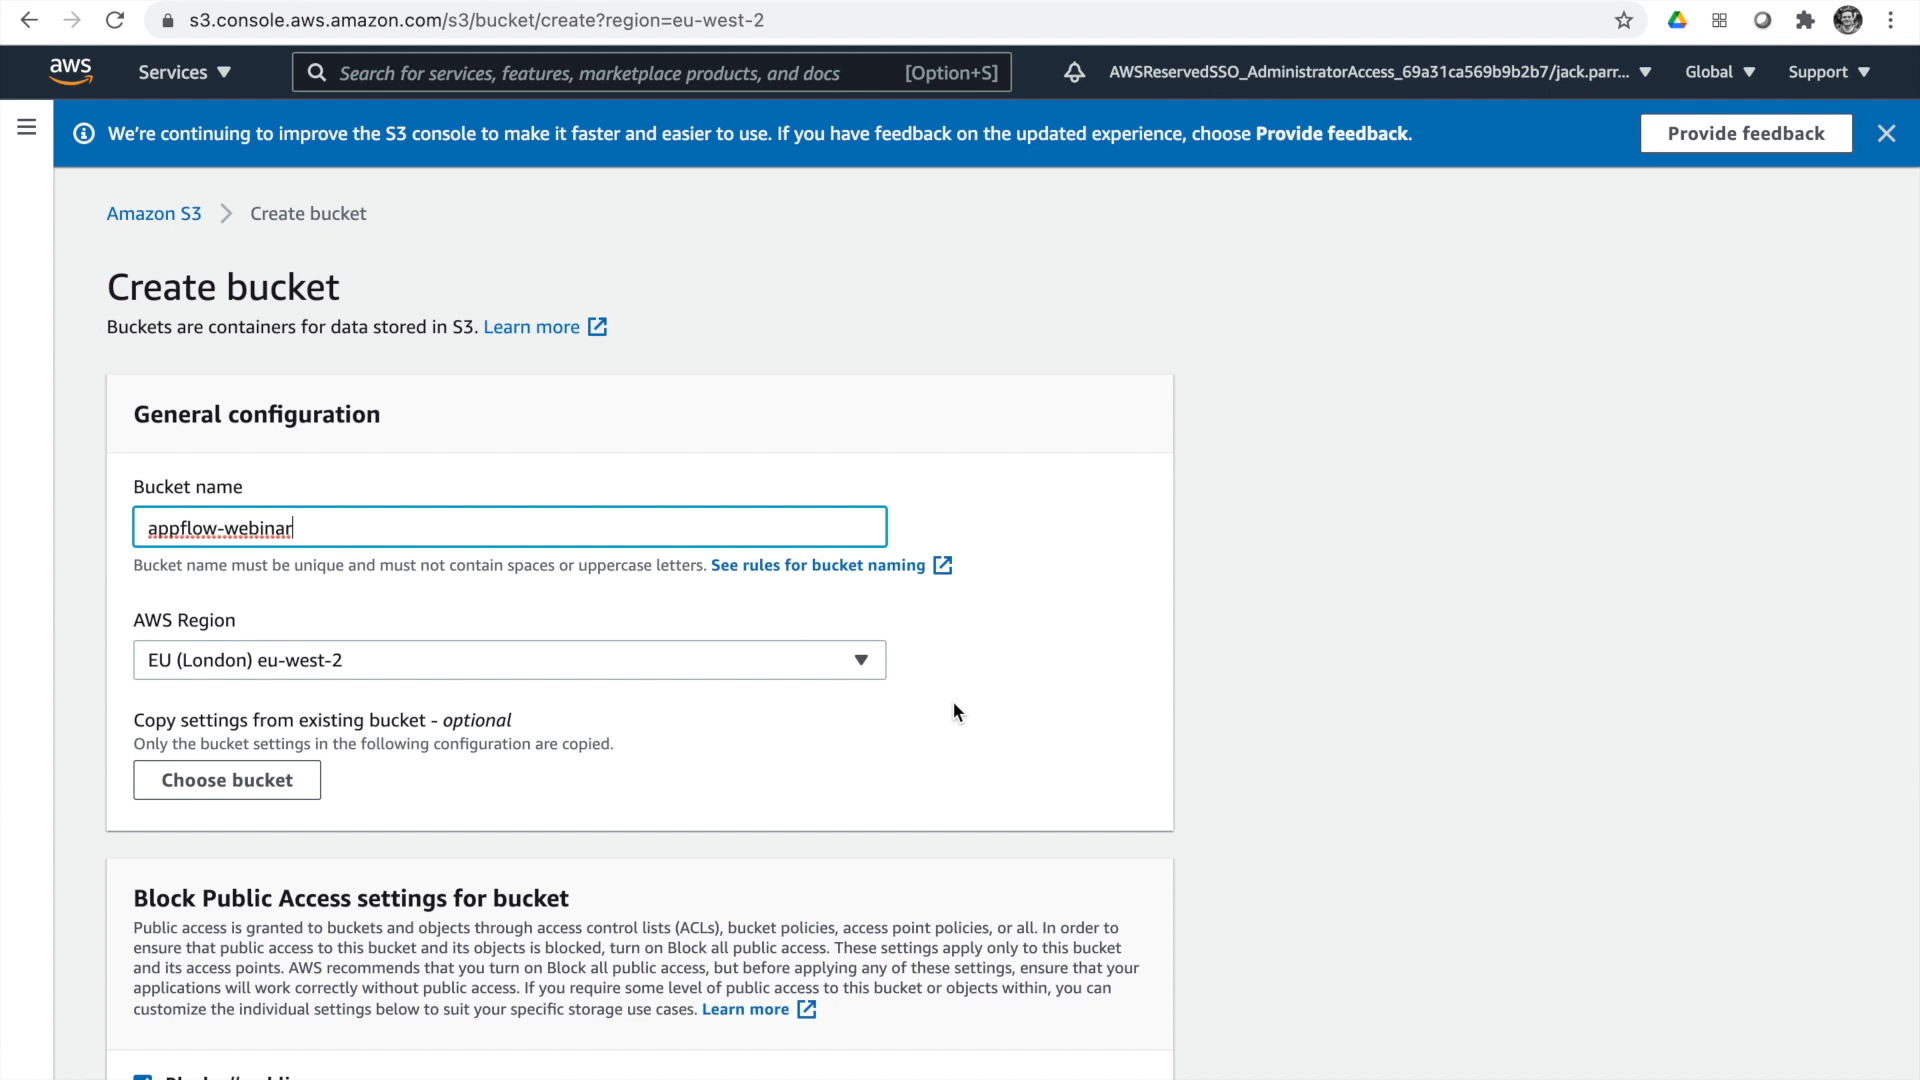 s3.console.aws.amazon.com/s3/bucket/create?region=eu-west-2
aws
Services
Search for services, features, marketplace products, and docs
[Option+S]
AWSReservedSSO_AdministratorAccess_69a31ca569b9b2b7/jack.parr...
Global
Support
We’re continuing to improve the S3 console to make it faster and easier to use. If you have feedback on the updated experience, choose Provide feedback.
Provide feedback
Amazon S3
Create bucket
Create bucket
Buckets are containers for data stored in S3. Learn more
General configuration
Bucket name
appflow-webinar
Bucket name must be unique and must not contain spaces or uppercase letters. See rules for bucket naming
AWS Region
EU (London) eu-west-2
Copy settings from existing bucket - optional
Only the bucket settings in the following configuration are copied.
Choose bucket
Block Public Access settings for bucket
Public access is granted to buckets and objects through access control lists (ACLs), bucket policies, access point policies, or all. In order to
ensure that public access to this bucket and its objects is blocked, turn on Block all public access. These settings apply only to this bucket
and its access points. AWS recommends that you turn on Block all public access, but before applying any of these settings, ensure that your
applications will work correctly without public access. If you require some level of public access to this bucket or objects within, you can
customize the individual settings below to suit your specific storage use cases. Learn more